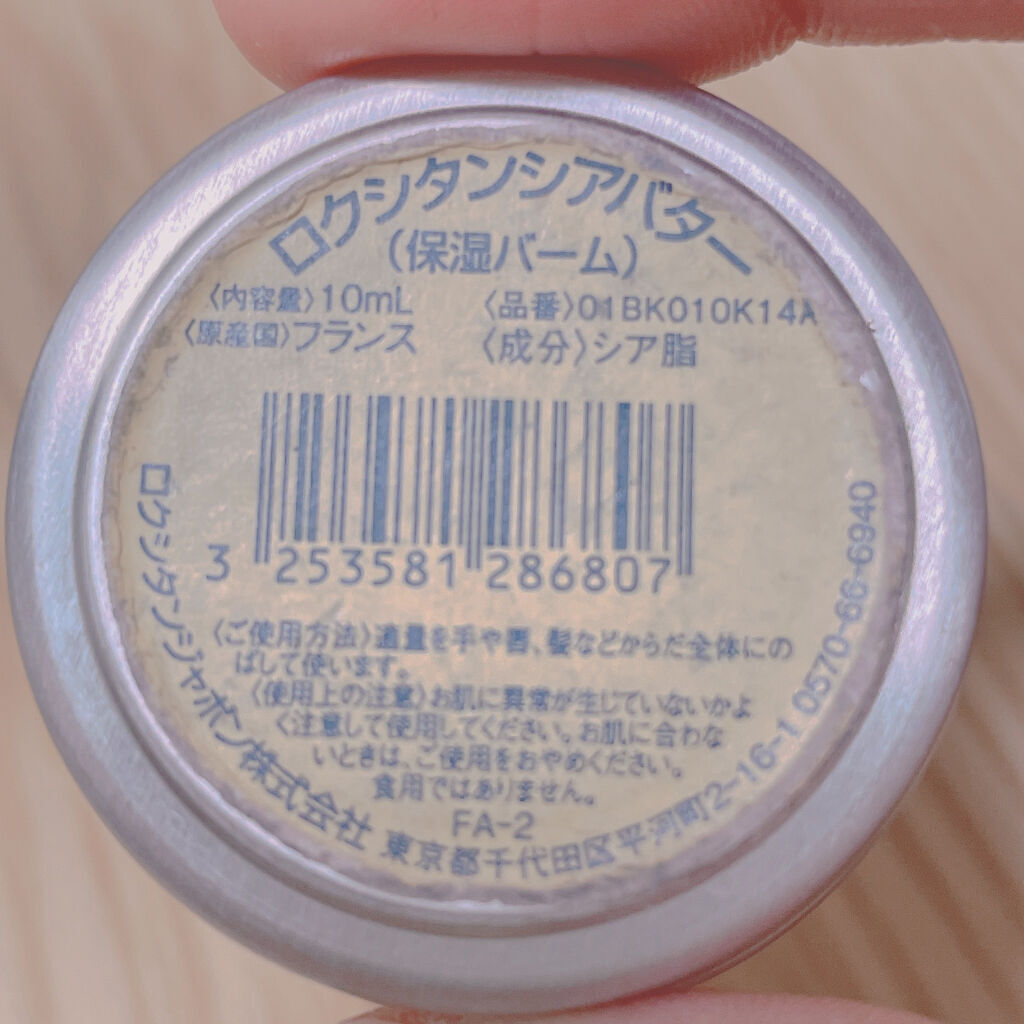 ロクシタンシアバター
(保湿バーム)
〈内容量〉10mL 〈品番〉01BK010K14A
〈原産国〉フランス 〈成分〉シア脂
3 253581 286807
〈ご使用方法〉適量を手や唇、髪などからだ全体にの
ばして使います。
〈使用上の注意〉お肌に異常が生じていないかよ
く注意して使用してください。お肌に合わな
いときは、ご使用をおやめください。
食用ではありません。
FA-2
ロクシタンジャポン株式会社 東京都千代田区平河町2-16-1 0570-66-6940